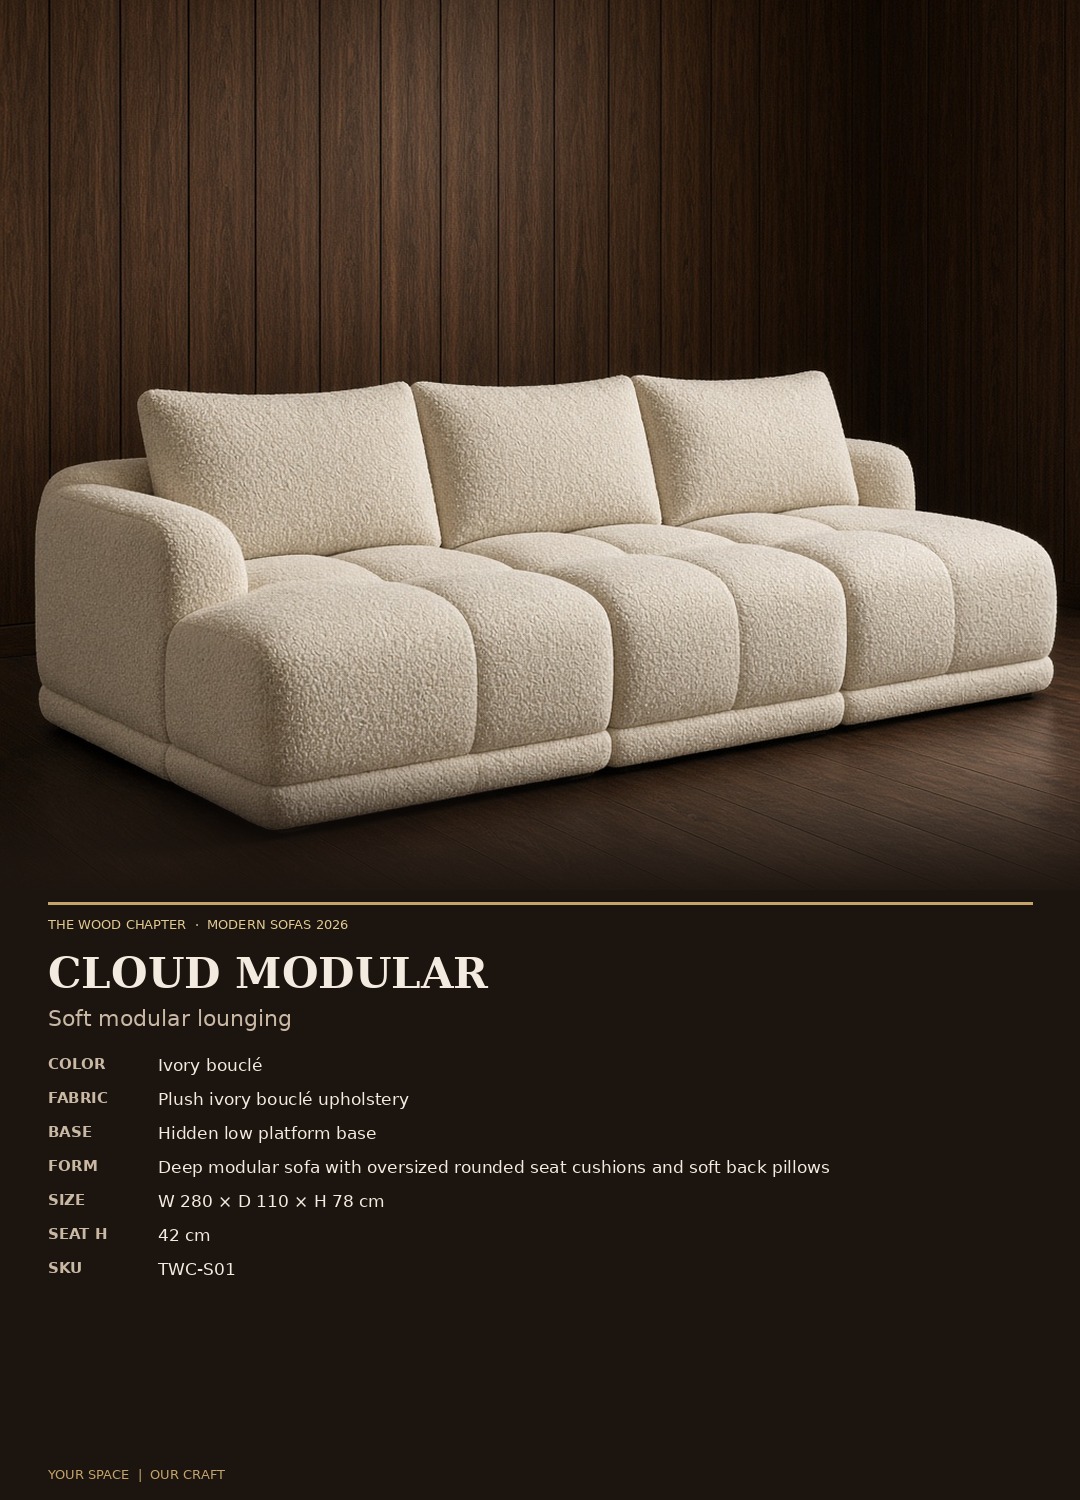 THE WOOD CHAPTER · MODERN SOFAS 2026
CLOUD MODULAR
Soft modular lounging
COLOR Ivory bouclé
FABRIC Plush ivory bouclé upholstery
BASE Hidden low platform base
FORM Deep modular sofa with oversized rounded seat cushions and soft back pillows
SIZE W 280 × D 110 × H 78 cm
SEAT H 42 cm
SKU TWC-S01
YOUR SPACE | OUR CRAFT